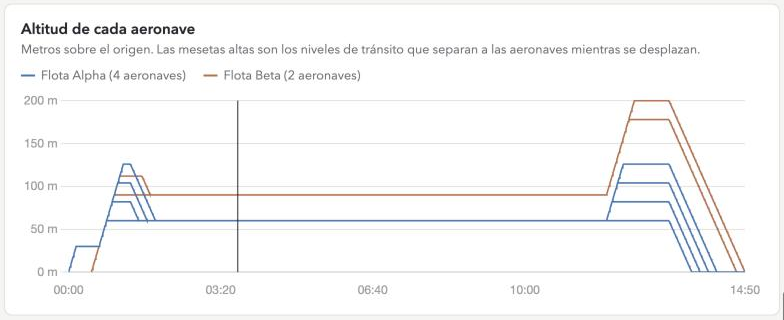 Altitud de cada aeronave
Metros sobre el origen. Las mesetas altas son los niveles de tránsito que separan a las aeronaves mientras se desplazan.
Flota Alpha (4 aeronaves) Flota Beta (2 aeronaves)
200 m
150 m
100 m
50 m
0 m
00:00 03:20 06:40 10:00 14:50